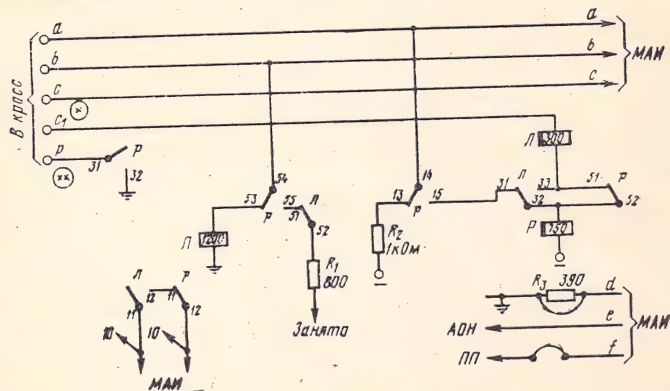 a
a
b
b
МАИ
В кросс
c
c
×
c1
Л 300
p
××
31
P
32
54
14
53
P
55
51
Л
52
13
P
15
31
Л
33
32
51
P
52
Л 1200
R1
800
Занято
R2
1кОм
P 750
Л
11
12
P
11
12
10
10
МАИ
R3 390
d
АОН
e
МАИ
ПП
f